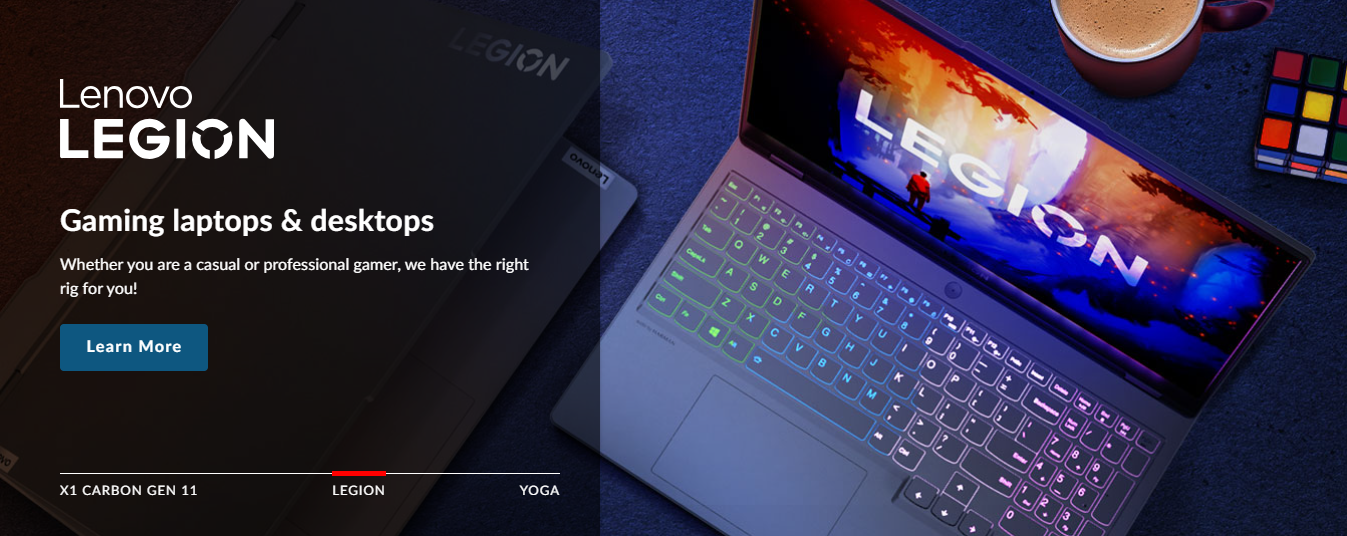 Lenovo
LEGION
Gaming laptops & desktops
Whether you are a casual or professional gamer, we have the right
rig for you!
Learn More
X1 CARBON GEN 11
LEGION
YOGA
LEGION
Lenovo
LEGION